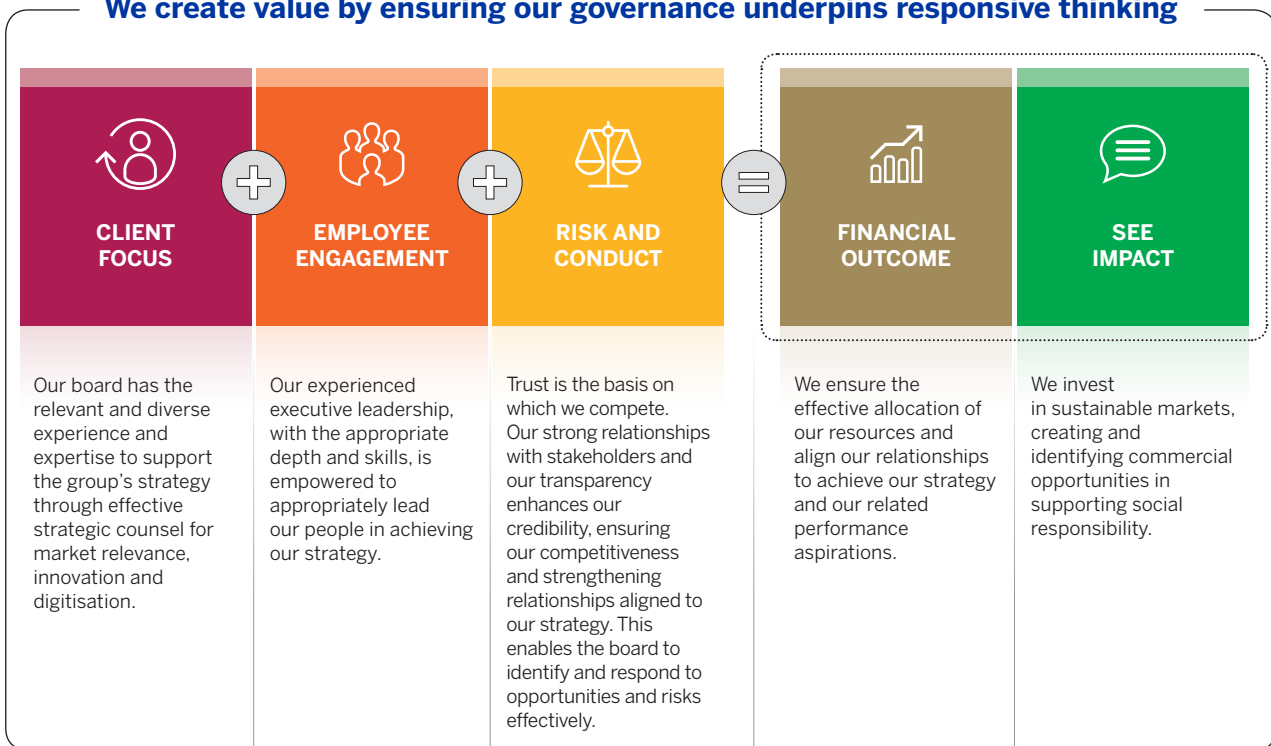 We create value by ensuring our governance underpins responsive thinking
CLIENT
FOCUS
EMPLOYEE
ENGAGEMENT
RISK AND
CONDUCT
FINANCIAL
OUTCOME
SEE
IMPACT
Our board has the
relevant and diverse
experience and
expertise to support
the group's strategy
through effective
strategic counsel for
market relevance,
innovation and
digitisation.
Our experienced
executive leadership,
with the appropriate
depth and skills, is
empowered to
appropriately lead
our people in achieving
our strategy.
Trust is the basis on
which we compete.
Our strong relationships
with stakeholders and
our transparency
enhances our
credibility, ensuring
our competitiveness
and strengthening
relationships aligned to
our strategy. This
enables the board to
identify and respond to
opportunities and risks
effectively.
We ensure the
effective allocation of
our resources and
align our relationships
to achieve our strategy
and our related
performance
aspirations.
We invest
in sustainable markets,
creating and
identifying commercial
opportunities in
supporting social
responsibility.